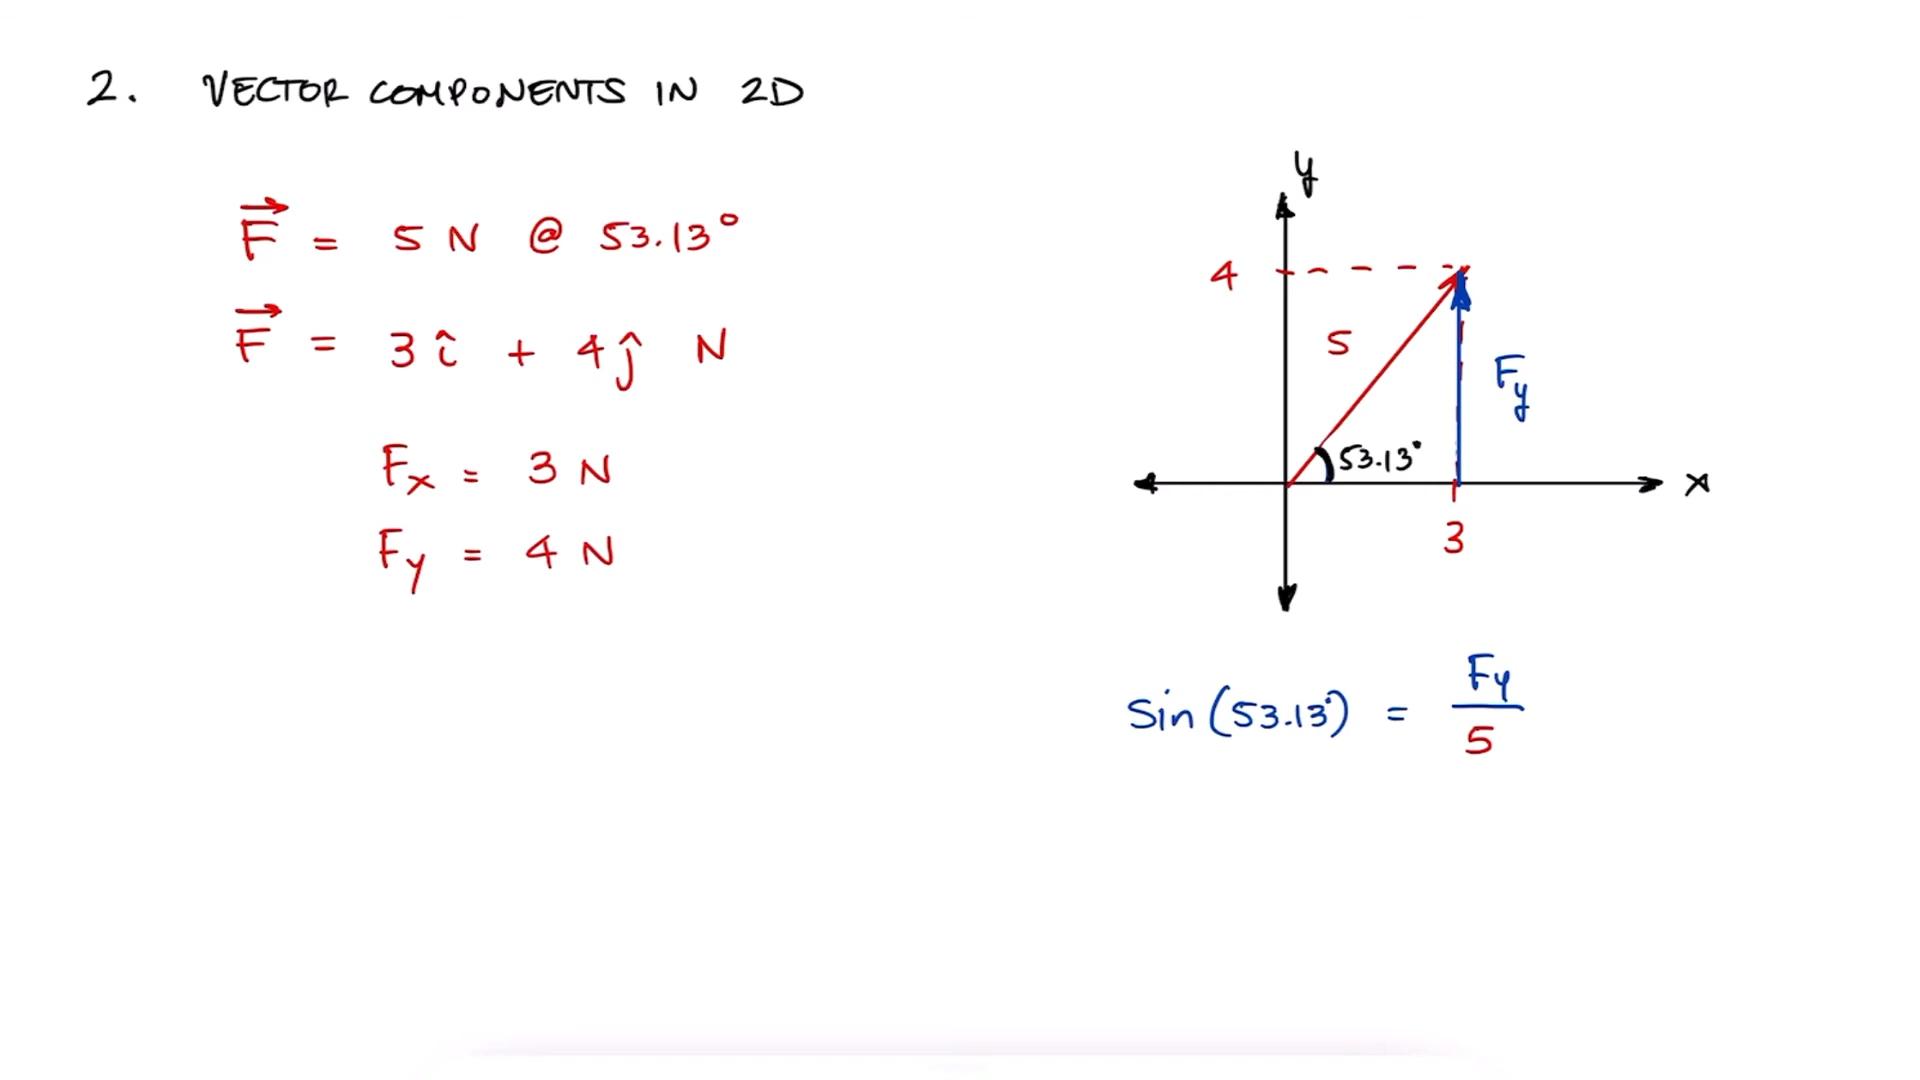 2. VECTOR COMPONENTS IN 2D
F⃗ = 5 N @ 53.13°
F⃗ = 3 î + 4 ĵ N
Fx = 3 N
Fy = 4 N
y
4
5
Fy
53.13°
x
3
Sin (53.13°) = Fy / 5